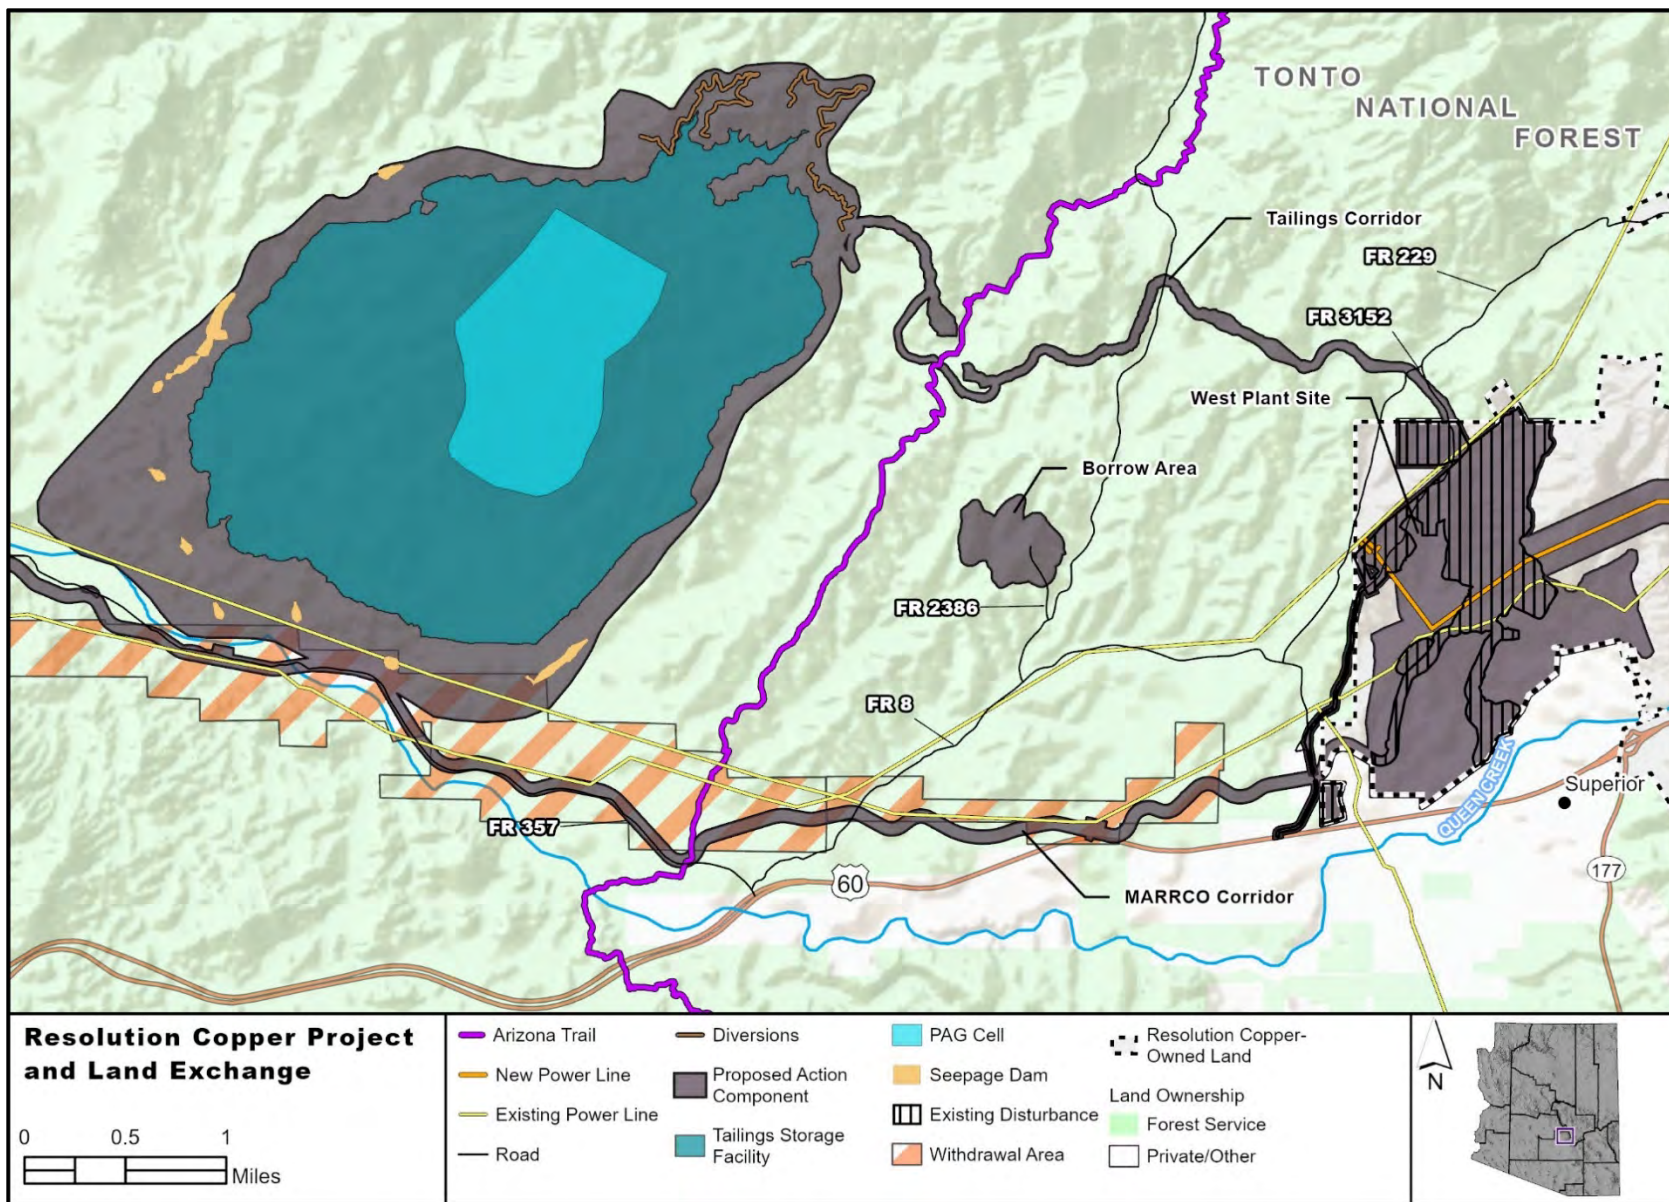 TONTO
NATIONAL
FOREST
Tailings Corridor
FR 229
FR 3152
West Plant Site
Borrow Area
FR 2386
FR 8
FR 357
QUEEN CREEK
Superior
60
177
MARRCO Corridor
Resolution Copper Project
and Land Exchange
0 0.5 1
Miles
Arizona Trail
New Power Line
Existing Power Line
Road
Diversions
Proposed Action
Component
Tailings Storage
Facility
PAG Cell
Seepage Dam
Existing Disturbance
Withdrawal Area
Resolution Copper-
Owned Land
Land Ownership
Forest Service
Private/Other
N